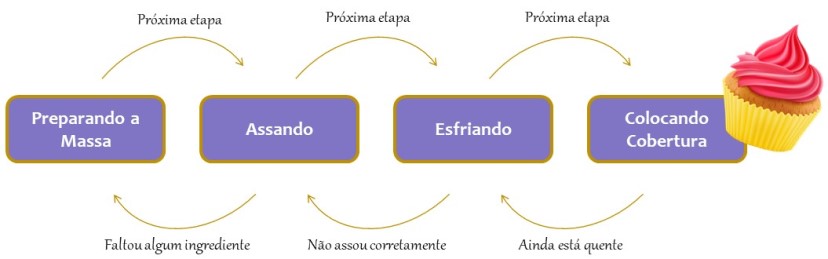 Próxima etapa
Próxima etapa
Próxima etapa
Preparando a
Massa
Assando
Esfriando
Colocando
Cobertura
Faltou algum ingrediente
Não assou corretamente
Ainda está quente